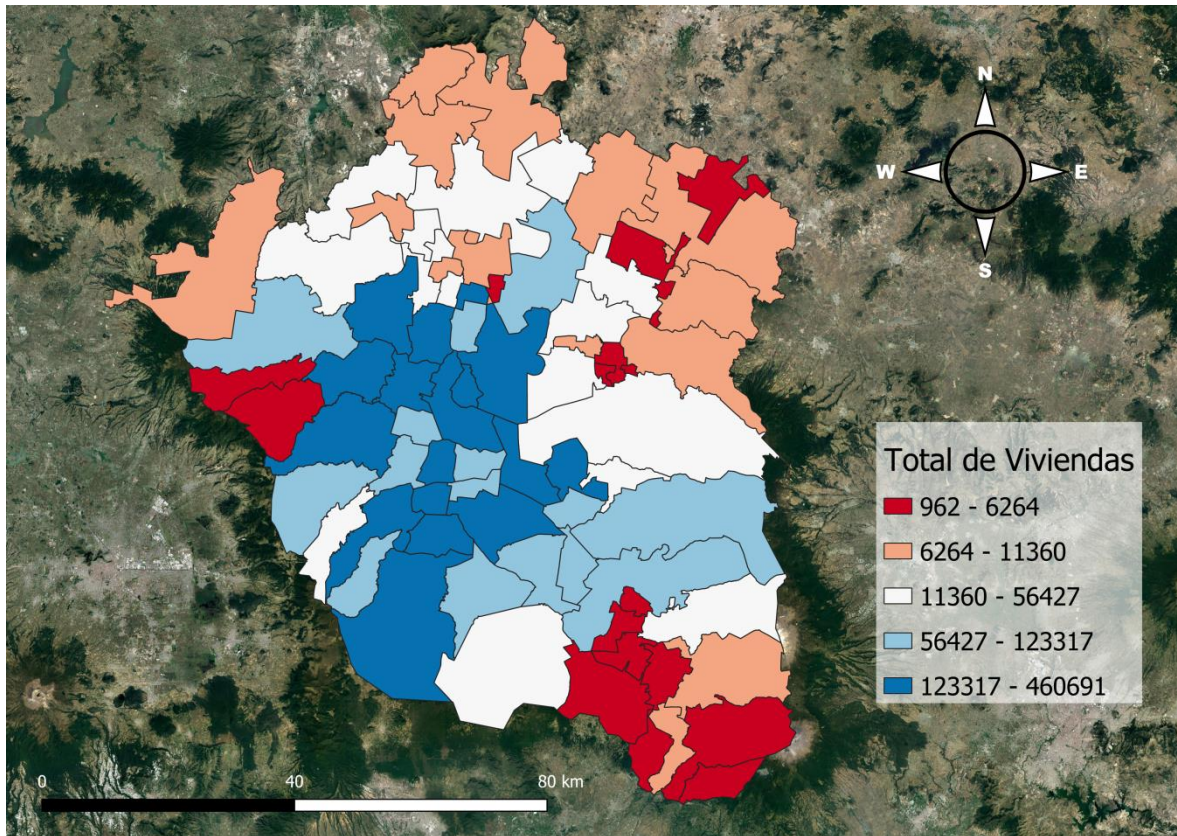 N
W
E
S
Total de Viviendas
962 - 6264
6264 - 11360
11360 - 56427
56427 - 123317
123317 - 460691
0
40
80 km